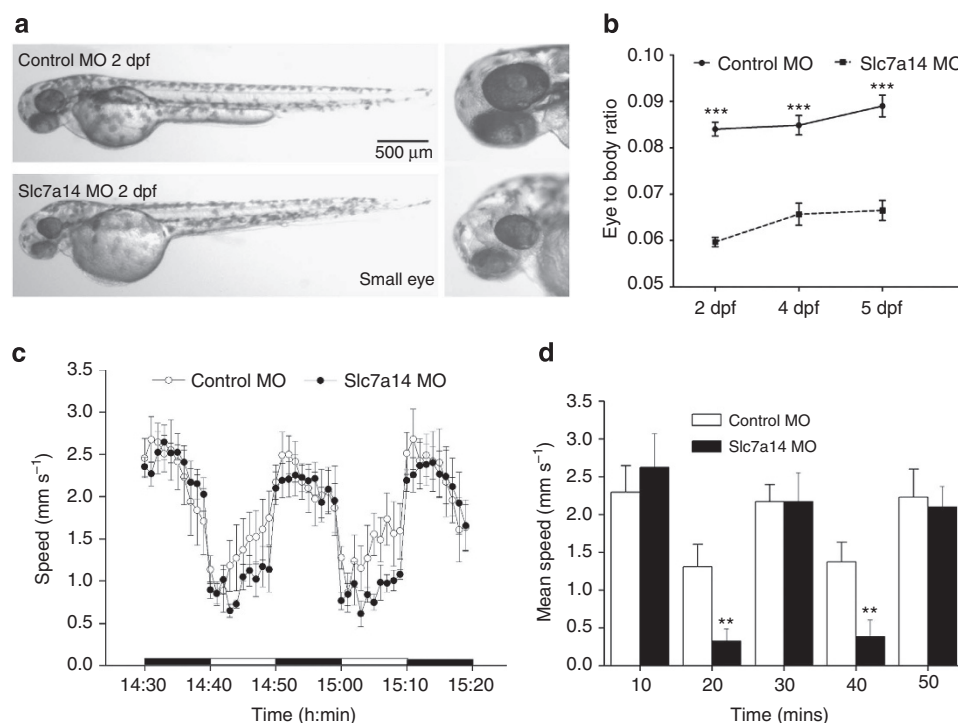 a
Control MO 2 dpf
500 μm
Slc7a14 MO 2 dpf
Small eye
b
Control MO
Slc7a14 MO
***
***
***
Eye to body ratio
0.10
0.09
0.08
0.07
0.06
0.05
2 dpf 4 dpf 5 dpf
c
Control MO
Slc7a14 MO
Speed (mm s⁻¹)
3.5
3.0
2.5
2.0
1.5
1.0
0.5
0.0
14:30 14:40 14:50 15:00 15:10 15:20
Time (h:min)
d
Control MO
Slc7a14 MO
Mean speed (mm s⁻¹)
3.5
3.0
2.5
2.0
1.5
1.0
0.5
0.0
**
**
10 20 30 40 50
Time (mins)